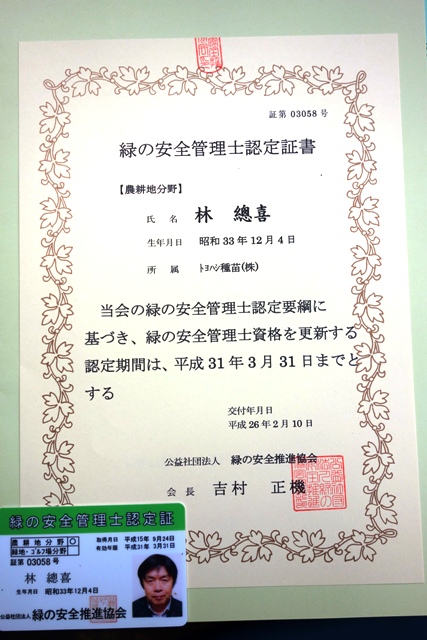 証第 03058 号
緑の安全管理士認定証書
【農耕地分野】
氏名 林 總喜
生年月日 昭和33年12月4日
所属 ﾄﾖﾊｼ種苗(株)
当会の緑の安全管理士認定要綱に
基づき、緑の安全管理士資格を更新する
認定期間は、平成31年3月31日までと
する
交付年月日
平成26年2月10日
公益社団法人 緑の安全推進協会
会長 吉村 正機
緑の安全管理士認定証
農耕地分野 ○
緑地・ｺﾞﾙﾌ場分野
取得月日 平成15年 9月24日
有効年限 平成31年 3月31日
証第 03058 号
林 總喜
生年月日 昭和33年12月4日
公益社団法人 緑の安全推進協会